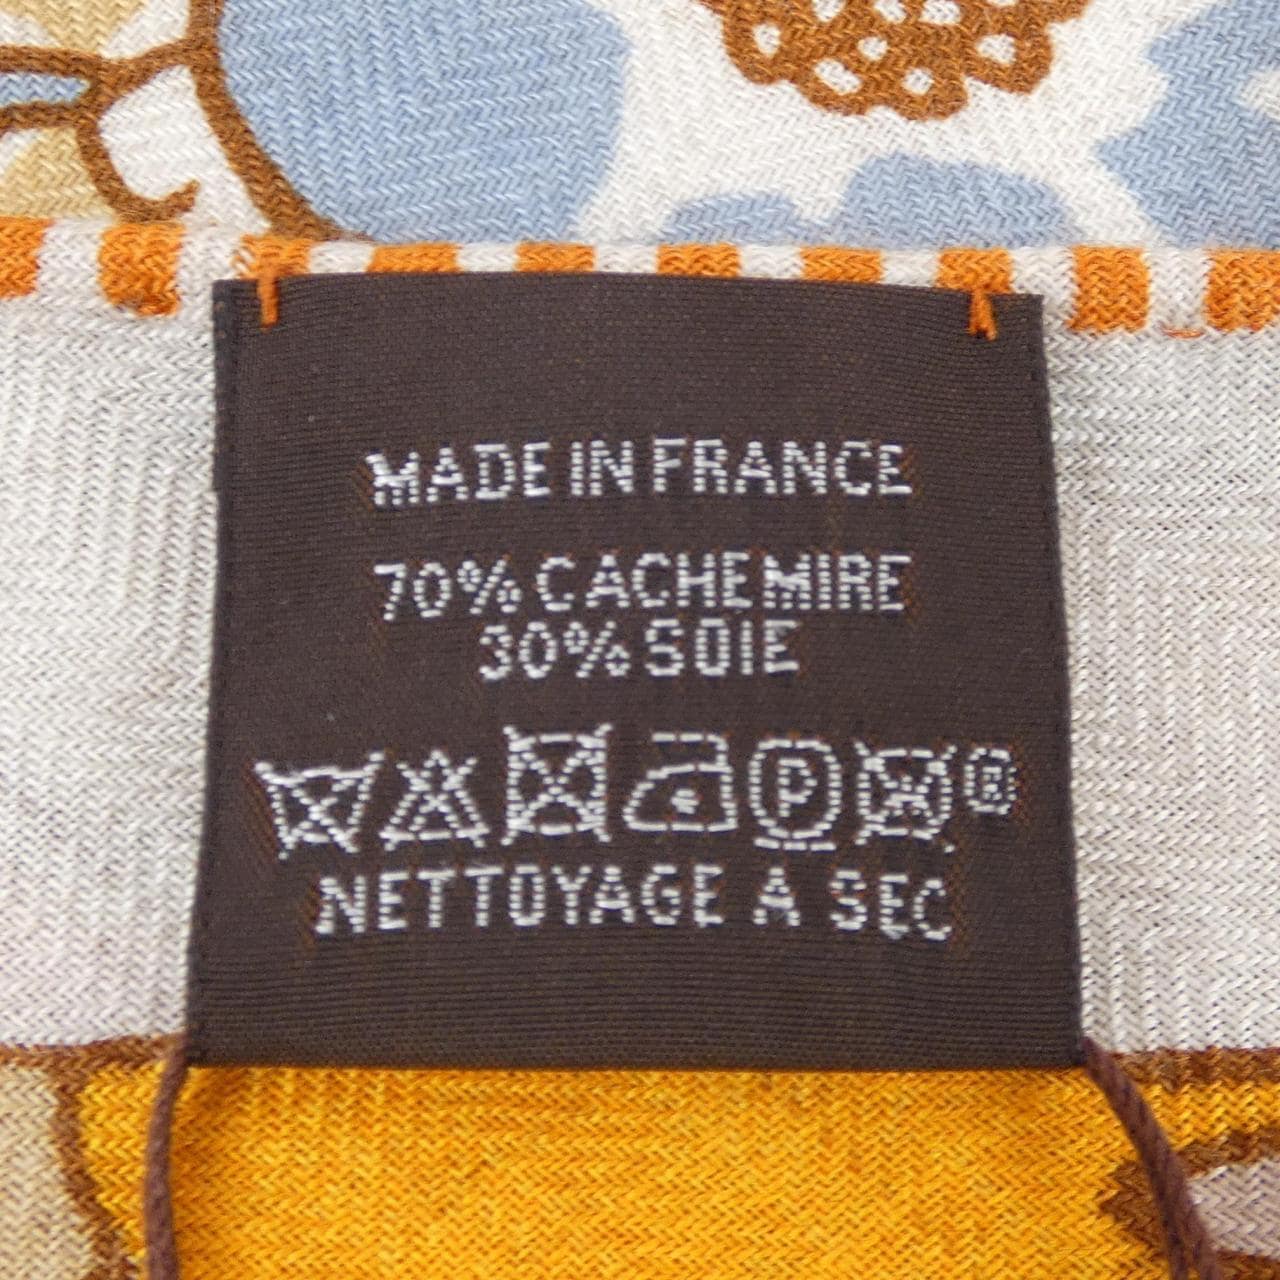 MADE IN FRANCE
70% CACHEMIRE
30% SOIE
P W ®
NETTOYAGE A SEC